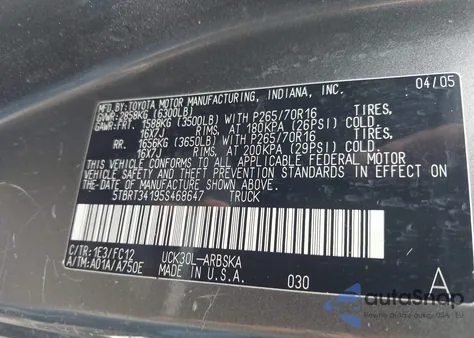 MFD.BY:TOYOTA MOTOR MANUFACTURING, INDIANA, INC. 04/05
GVWR:2858KG (6300LB)
GAWR:FRT. 1588KG (3500LB) WITH P265/70R16 TIRES,
16X7J RIMS, AT 180KPA (26PSI) COLD.
RR. 1656KG (3650LB) WITH P265/70R16 TIRES,
16X7J RIMS, AT 200KPA (29PSI) COLD.
THIS VEHICLE CONFORMS TO ALL APPLICABLE FEDERAL MOTOR
VEHICLE SAFETY AND THEFT PREVENTION STANDARDS IN EFFECT
ON-THE-DATE OF MANUFACTURE SHOWN ABOVE.
5TBRT34195S468647 TRUCK
C/TR:1E3/FC12 UCK30L-ARBSKA
A/TM:A01A/A750E MADE IN U.S.A. 030 A
autaSnap